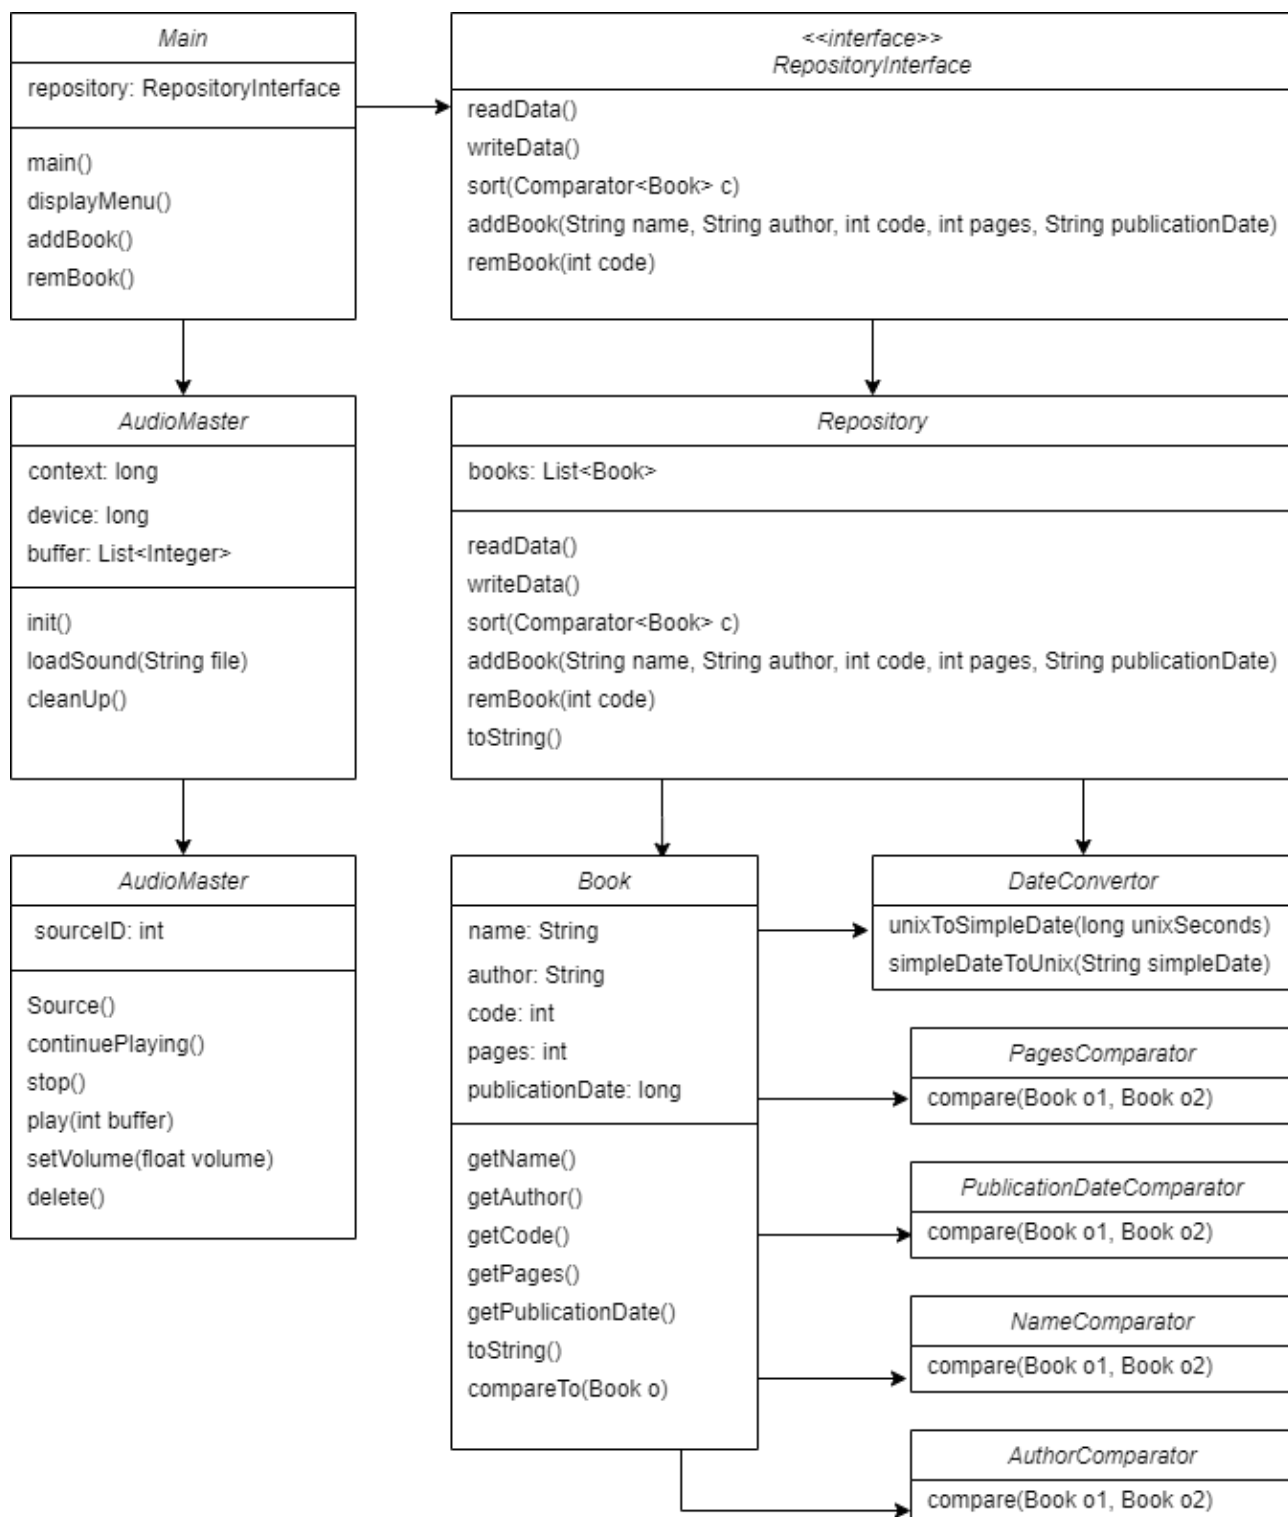 Main
repository: RepositoryInterface
main()
displayMenu()
addBook()
remBook()
<<interface>>
RepositoryInterface
readData()
writeData()
sort(Comparator<Book> c)
addBook(String name, String author, int code, int pages, String publicationDate)
remBook(int code)
AudioMaster
context: long
device: long
buffer: List<Integer>
init()
loadSound(String file)
cleanUp()
Repository
books: List<Book>
readData()
writeData()
sort(Comparator<Book> c)
addBook(String name, String author, int code, int pages, String publicationDate)
remBook(int code)
toString()
AudioMaster
sourceID: int
Source()
continuePlaying()
stop()
play(int buffer)
setVolume(float volume)
delete()
Book
name: String
author: String
code: int
pages: int
publicationDate: long
getName()
getAuthor()
getCode()
getPages()
getPublicationDate()
toString()
compareTo(Book o)
DateConvertor
unixToSimpleDate(long unixSeconds)
simpleDateToUnix(String simpleDate)
PagesComparator
compare(Book o1, Book o2)
PublicationDateComparator
compare(Book o1, Book o2)
NameComparator
compare(Book o1, Book o2)
AuthorComparator
compare(Book o1, Book o2)